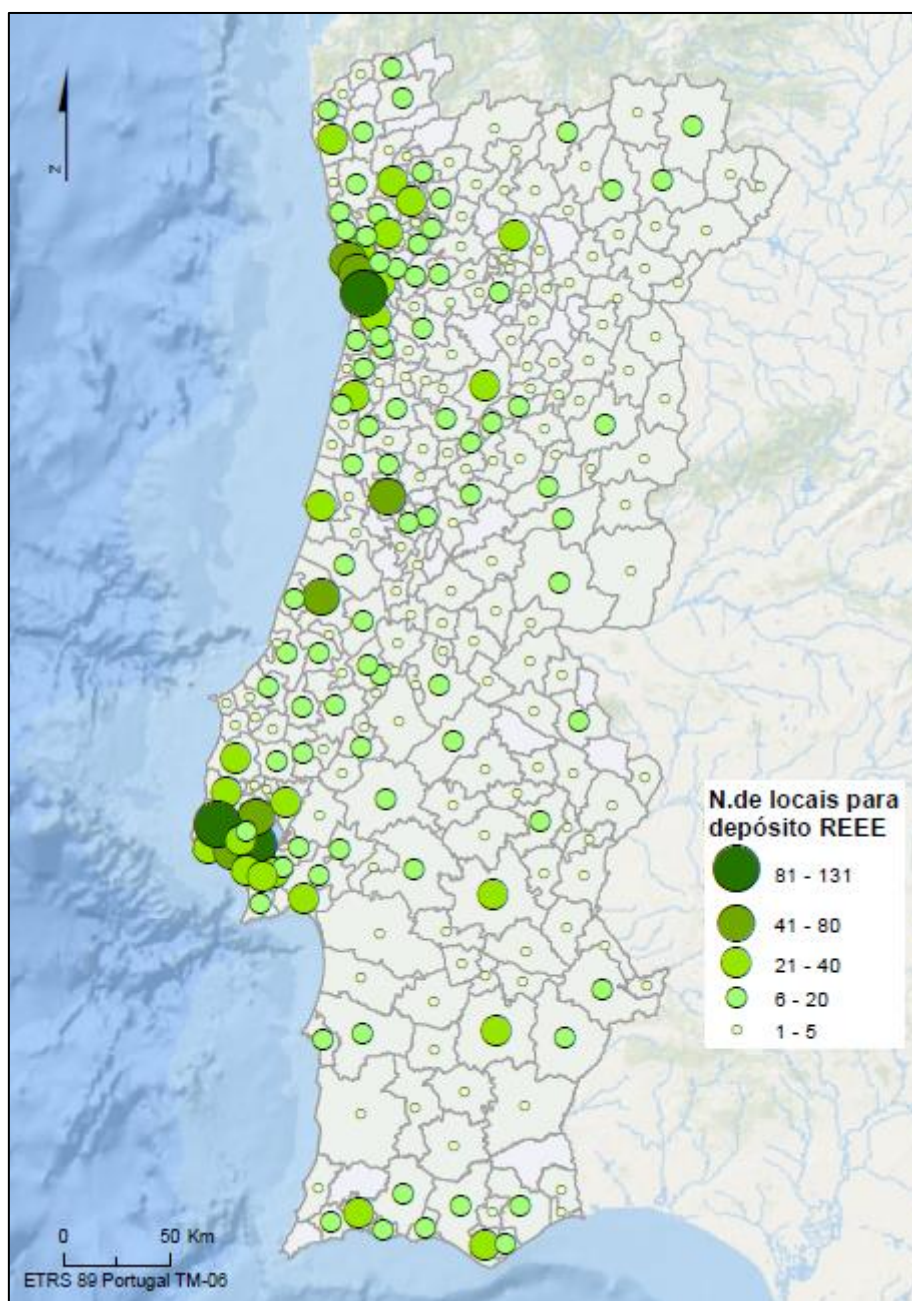 N
N.de locais para
depósito REEE
81 - 131
41 - 80
21 - 40
6 - 20
1 - 5
0 50 Km
ETRS 89 Portugal TM-06